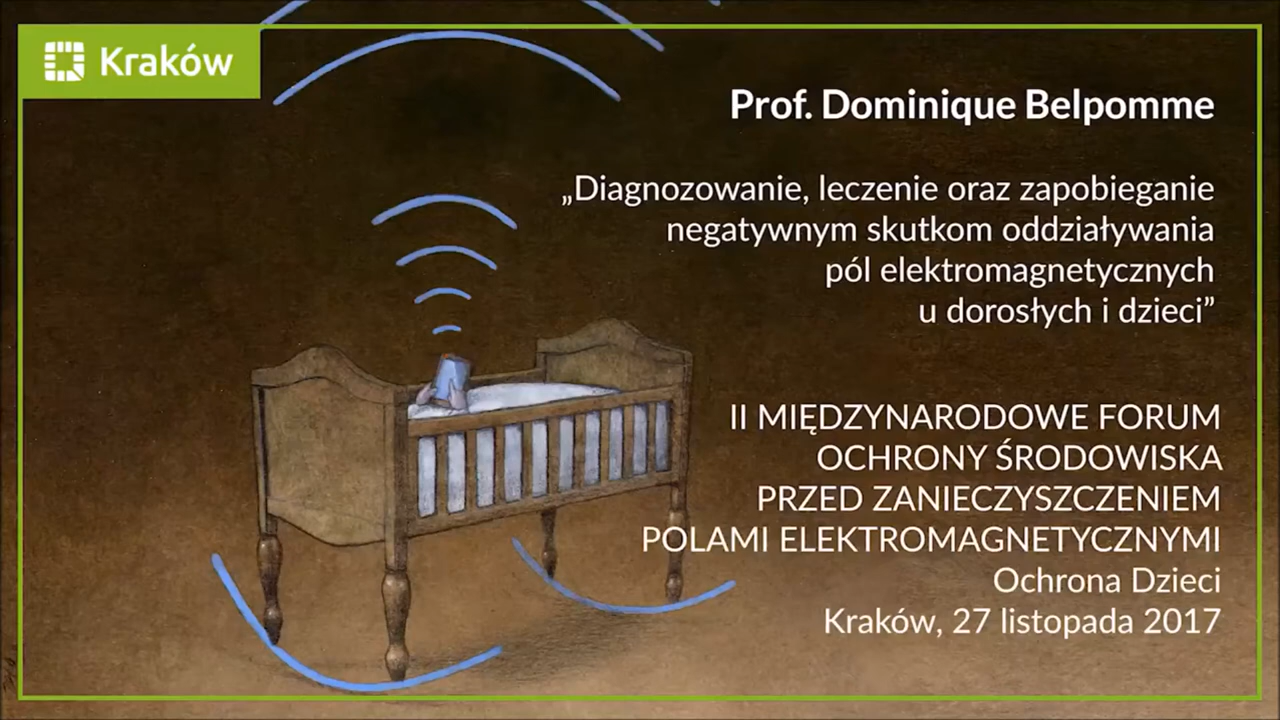 Kraków
Prof. Dominique Belpomme
„Diagnozowanie, leczenie oraz zapobieganie
negatywnym skutkom oddziaływania
pól elektromagnetycznych
u dorosłych i dzieci”
II MIĘDZYNARODOWE FORUM
OCHRONY ŚRODOWISKA
PRZED ZANIECZYSZCZENIEM
POLAMI ELEKTROMAGNETYCZNYMI
Ochrona Dzieci
Kraków, 27 listopada 2017